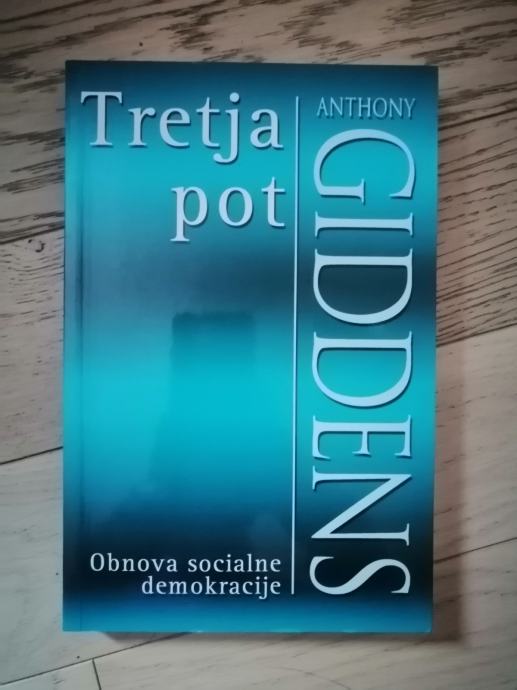 Tretja
pot
ANTHONY
GIDDENS
Obnova socialne
demokracije